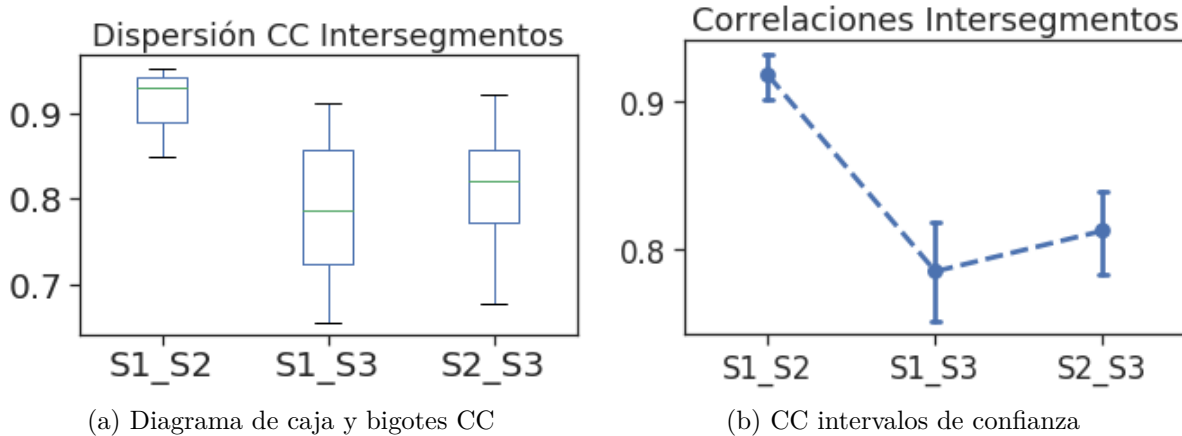 Dispersión CC Intersegmentos
0.9
0.8
0.7
S1_S2 S1_S3 S2_S3
(a) Diagrama de caja y bigotes CC
Correlaciones Intersegmentos
0.9
0.8
S1_S2 S1_S3 S2_S3
(b) CC intervalos de confianza